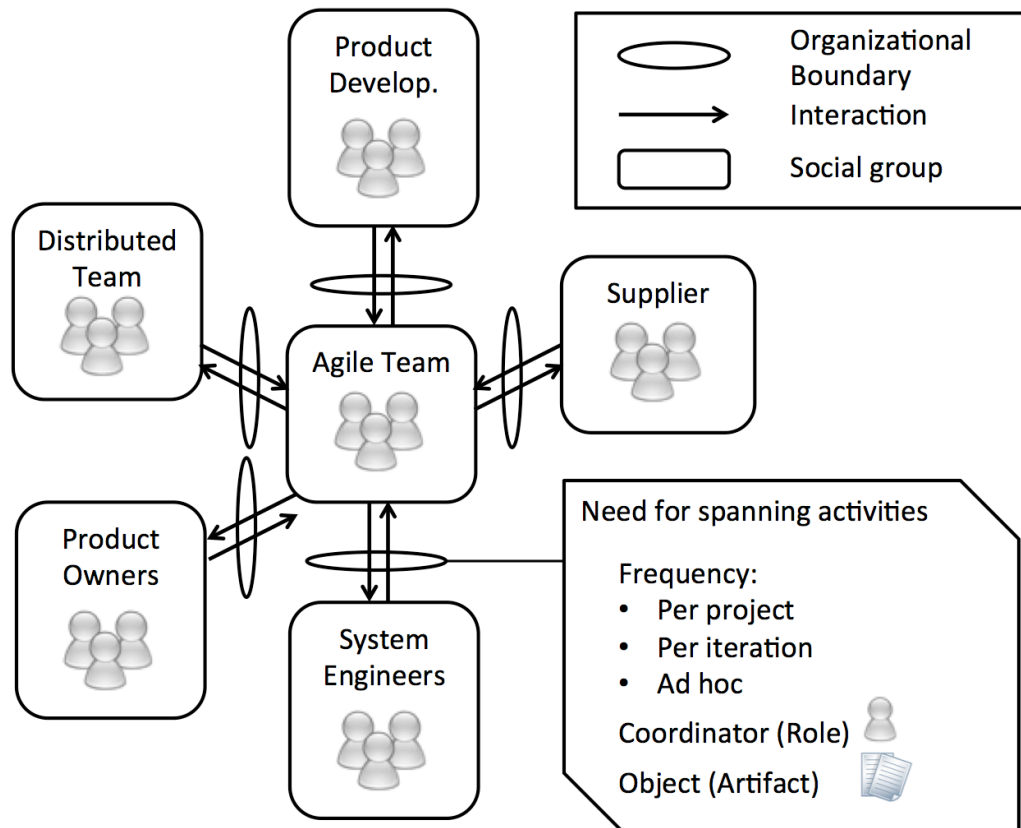 Product
Develop.
Organizational
Boundary
Interaction
Social group
Distributed
Team
Supplier
Agile Team
Product
Owners
System
Engineers
Need for spanning activities
Frequency:
• Per project
• Per iteration
• Ad hoc
Coordinator (Role)
Object (Artifact)